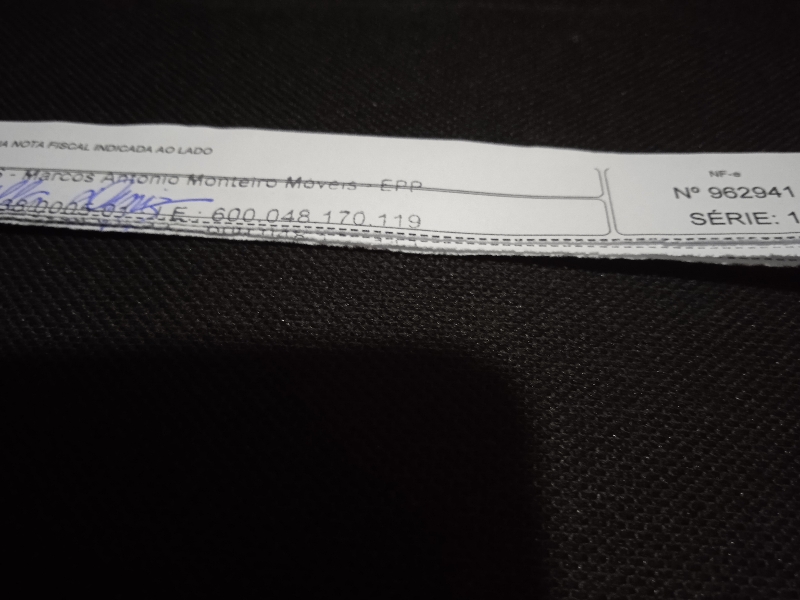 NOTA FISCAL INDICADA AO LADO
- Marcos Antonio Monteiro Móveis - EPP
I.E.: 600.048.170.119
NF-e
Nº 962941
SÉRIE: 1